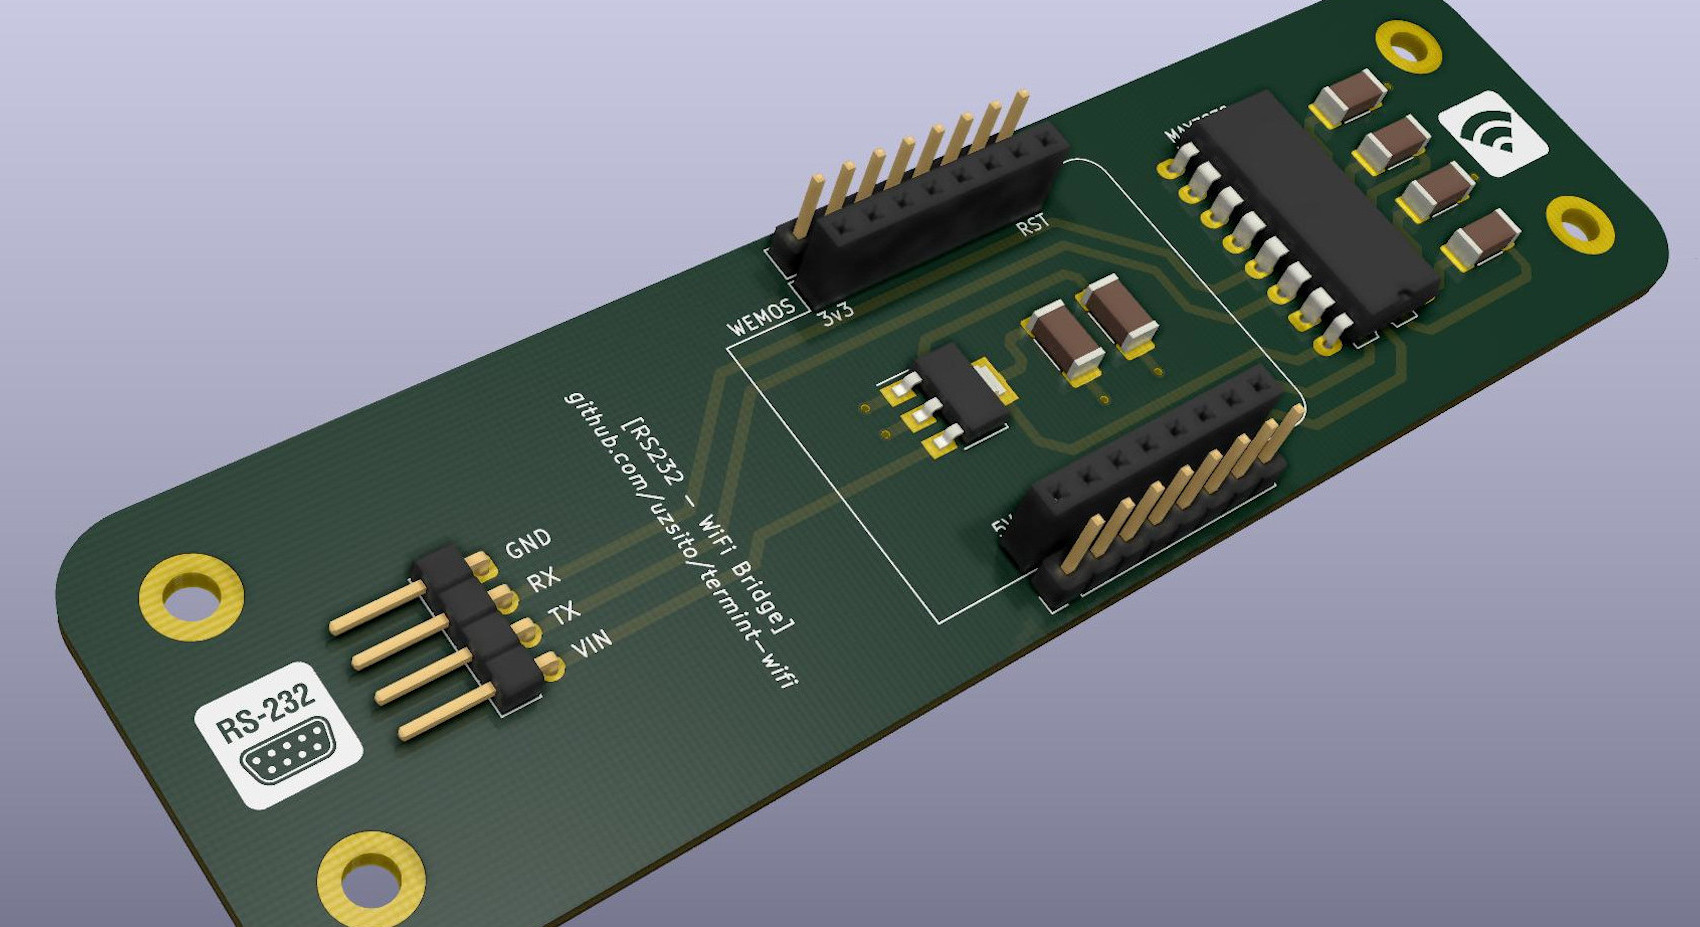 RST
WEMOS
3v3
[RS232 - WiFi Bridge]
github.com/uzsito/termint-wifi
GND
RX
TX
VIN
RS-232